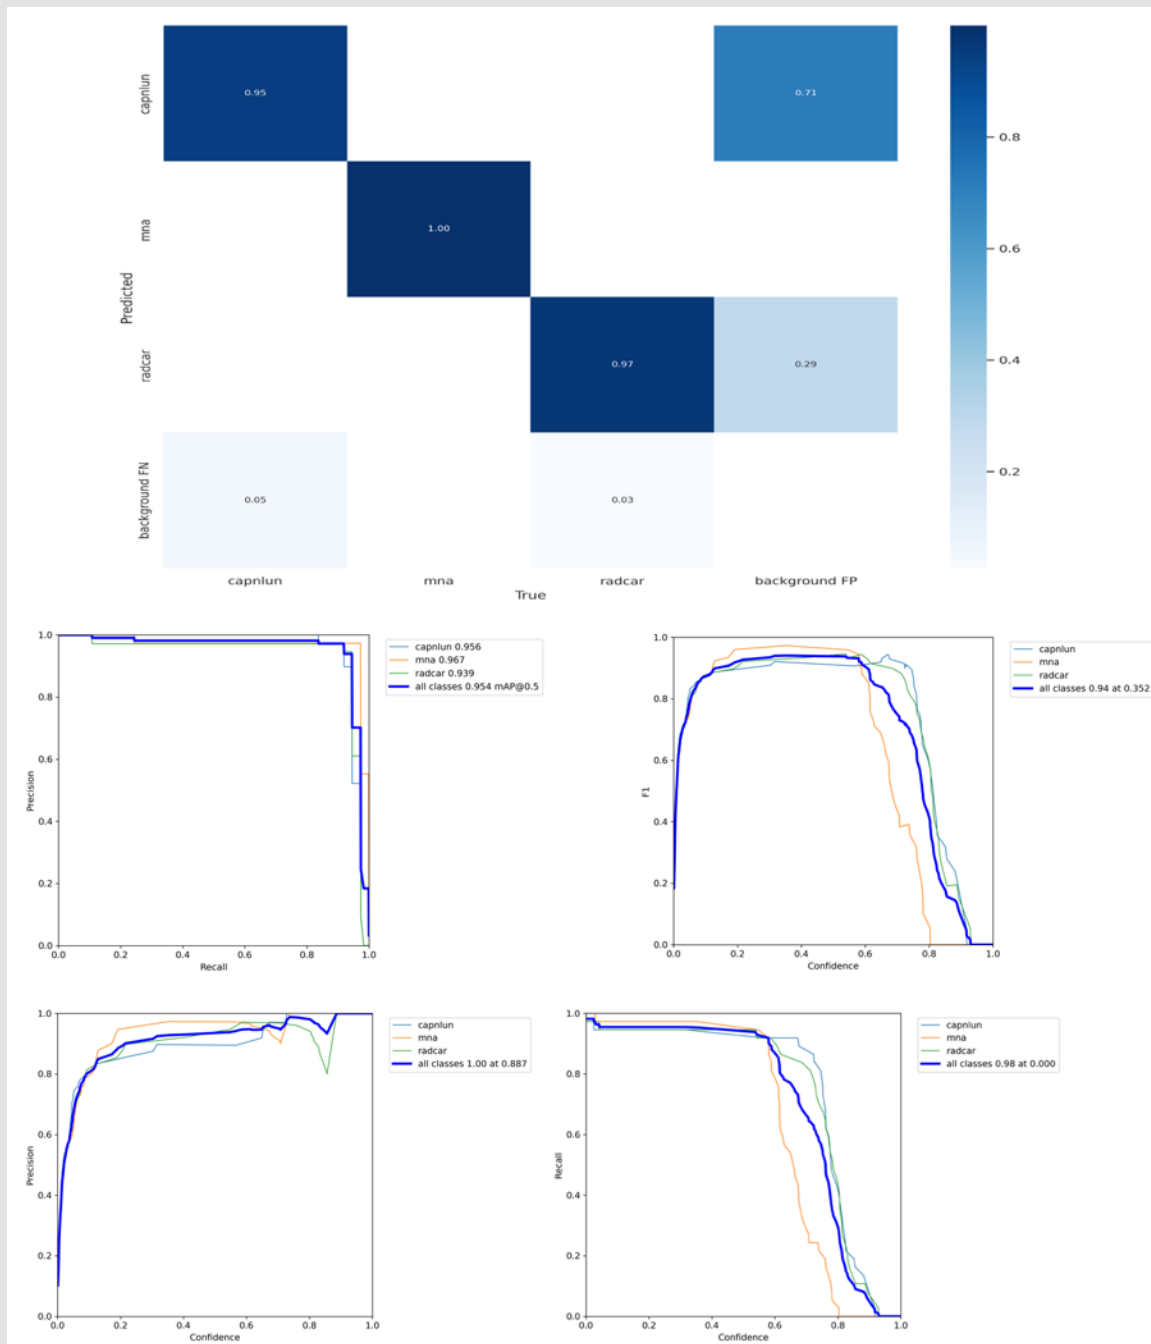 capnlun
0.95
0.71
0.8
mna
1.00
0.6
Predicted
radcar
0.97
0.29
0.4
background FN
0.05
0.03
0.2
capnlun mna radcar background FP
True
1.0
0.8
0.6
0.4
0.2
0.0
Precision
0.0 0.2 0.4 0.6 0.8 1.0
Recall
capnlun 0.956
mna 0.967
radcar 0.939
all classes 0.954 mAP@0.5
1.0
0.8
0.6
0.4
0.2
0.0
F1
0.0 0.2 0.4 0.6 0.8 1.0
Confidence
capnlun
mna
radcar
all classes 0.94 at 0.352
1.0
0.8
0.6
0.4
0.2
0.0
Precision
0.0 0.2 0.4 0.6 0.8 1.0
Confidence
capnlun
mna
radcar
all classes 1.00 at 0.887
1.0
0.8
0.6
0.4
0.2
0.0
Recall
0.0 0.2 0.4 0.6 0.8 1.0
Confidence
capnlun
mna
radcar
all classes 0.98 at 0.000